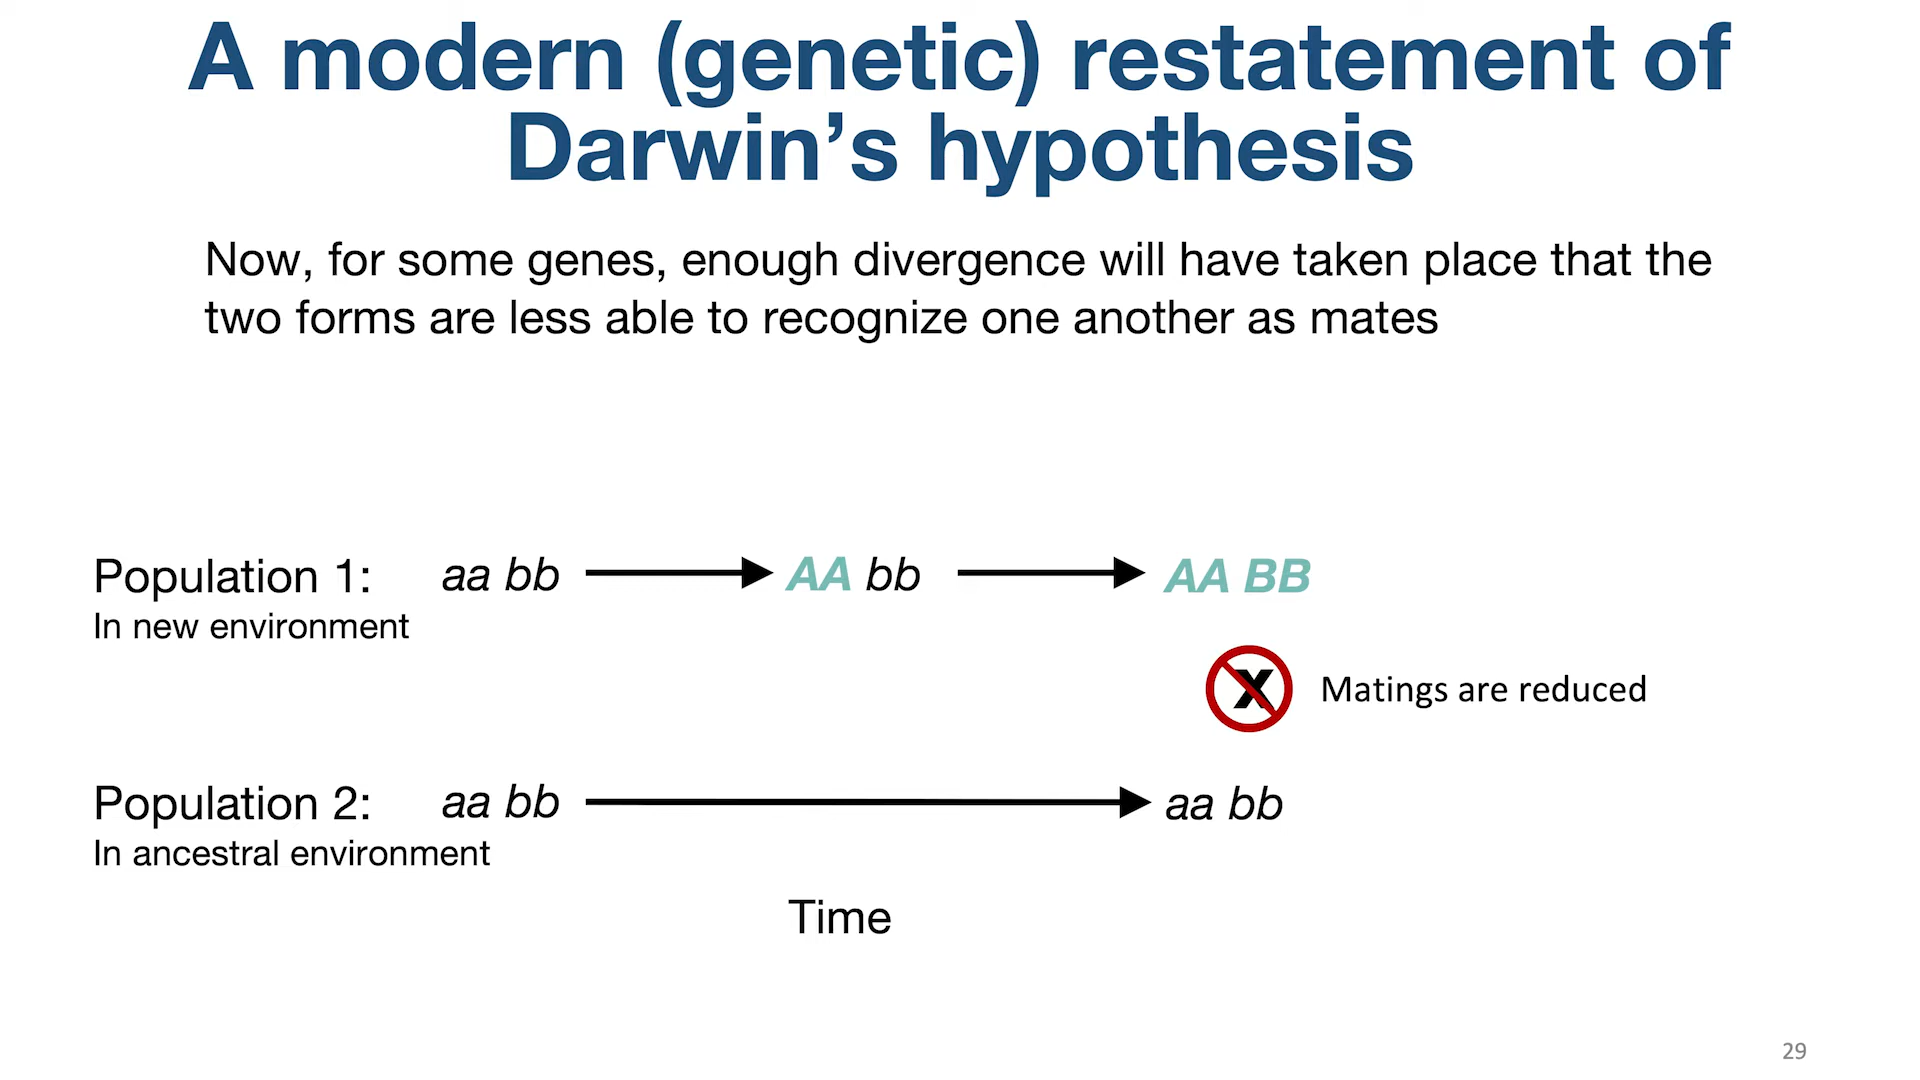 A modern (genetic) restatement of
Darwin’s hypothesis
Now, for some genes, enough divergence will have taken place that the
two forms are less able to recognize one another as mates
Population 1: aa bb AA bb AA BB
In new environment
X Matings are reduced
Population 2: aa bb aa bb
In ancestral environment
Time
29